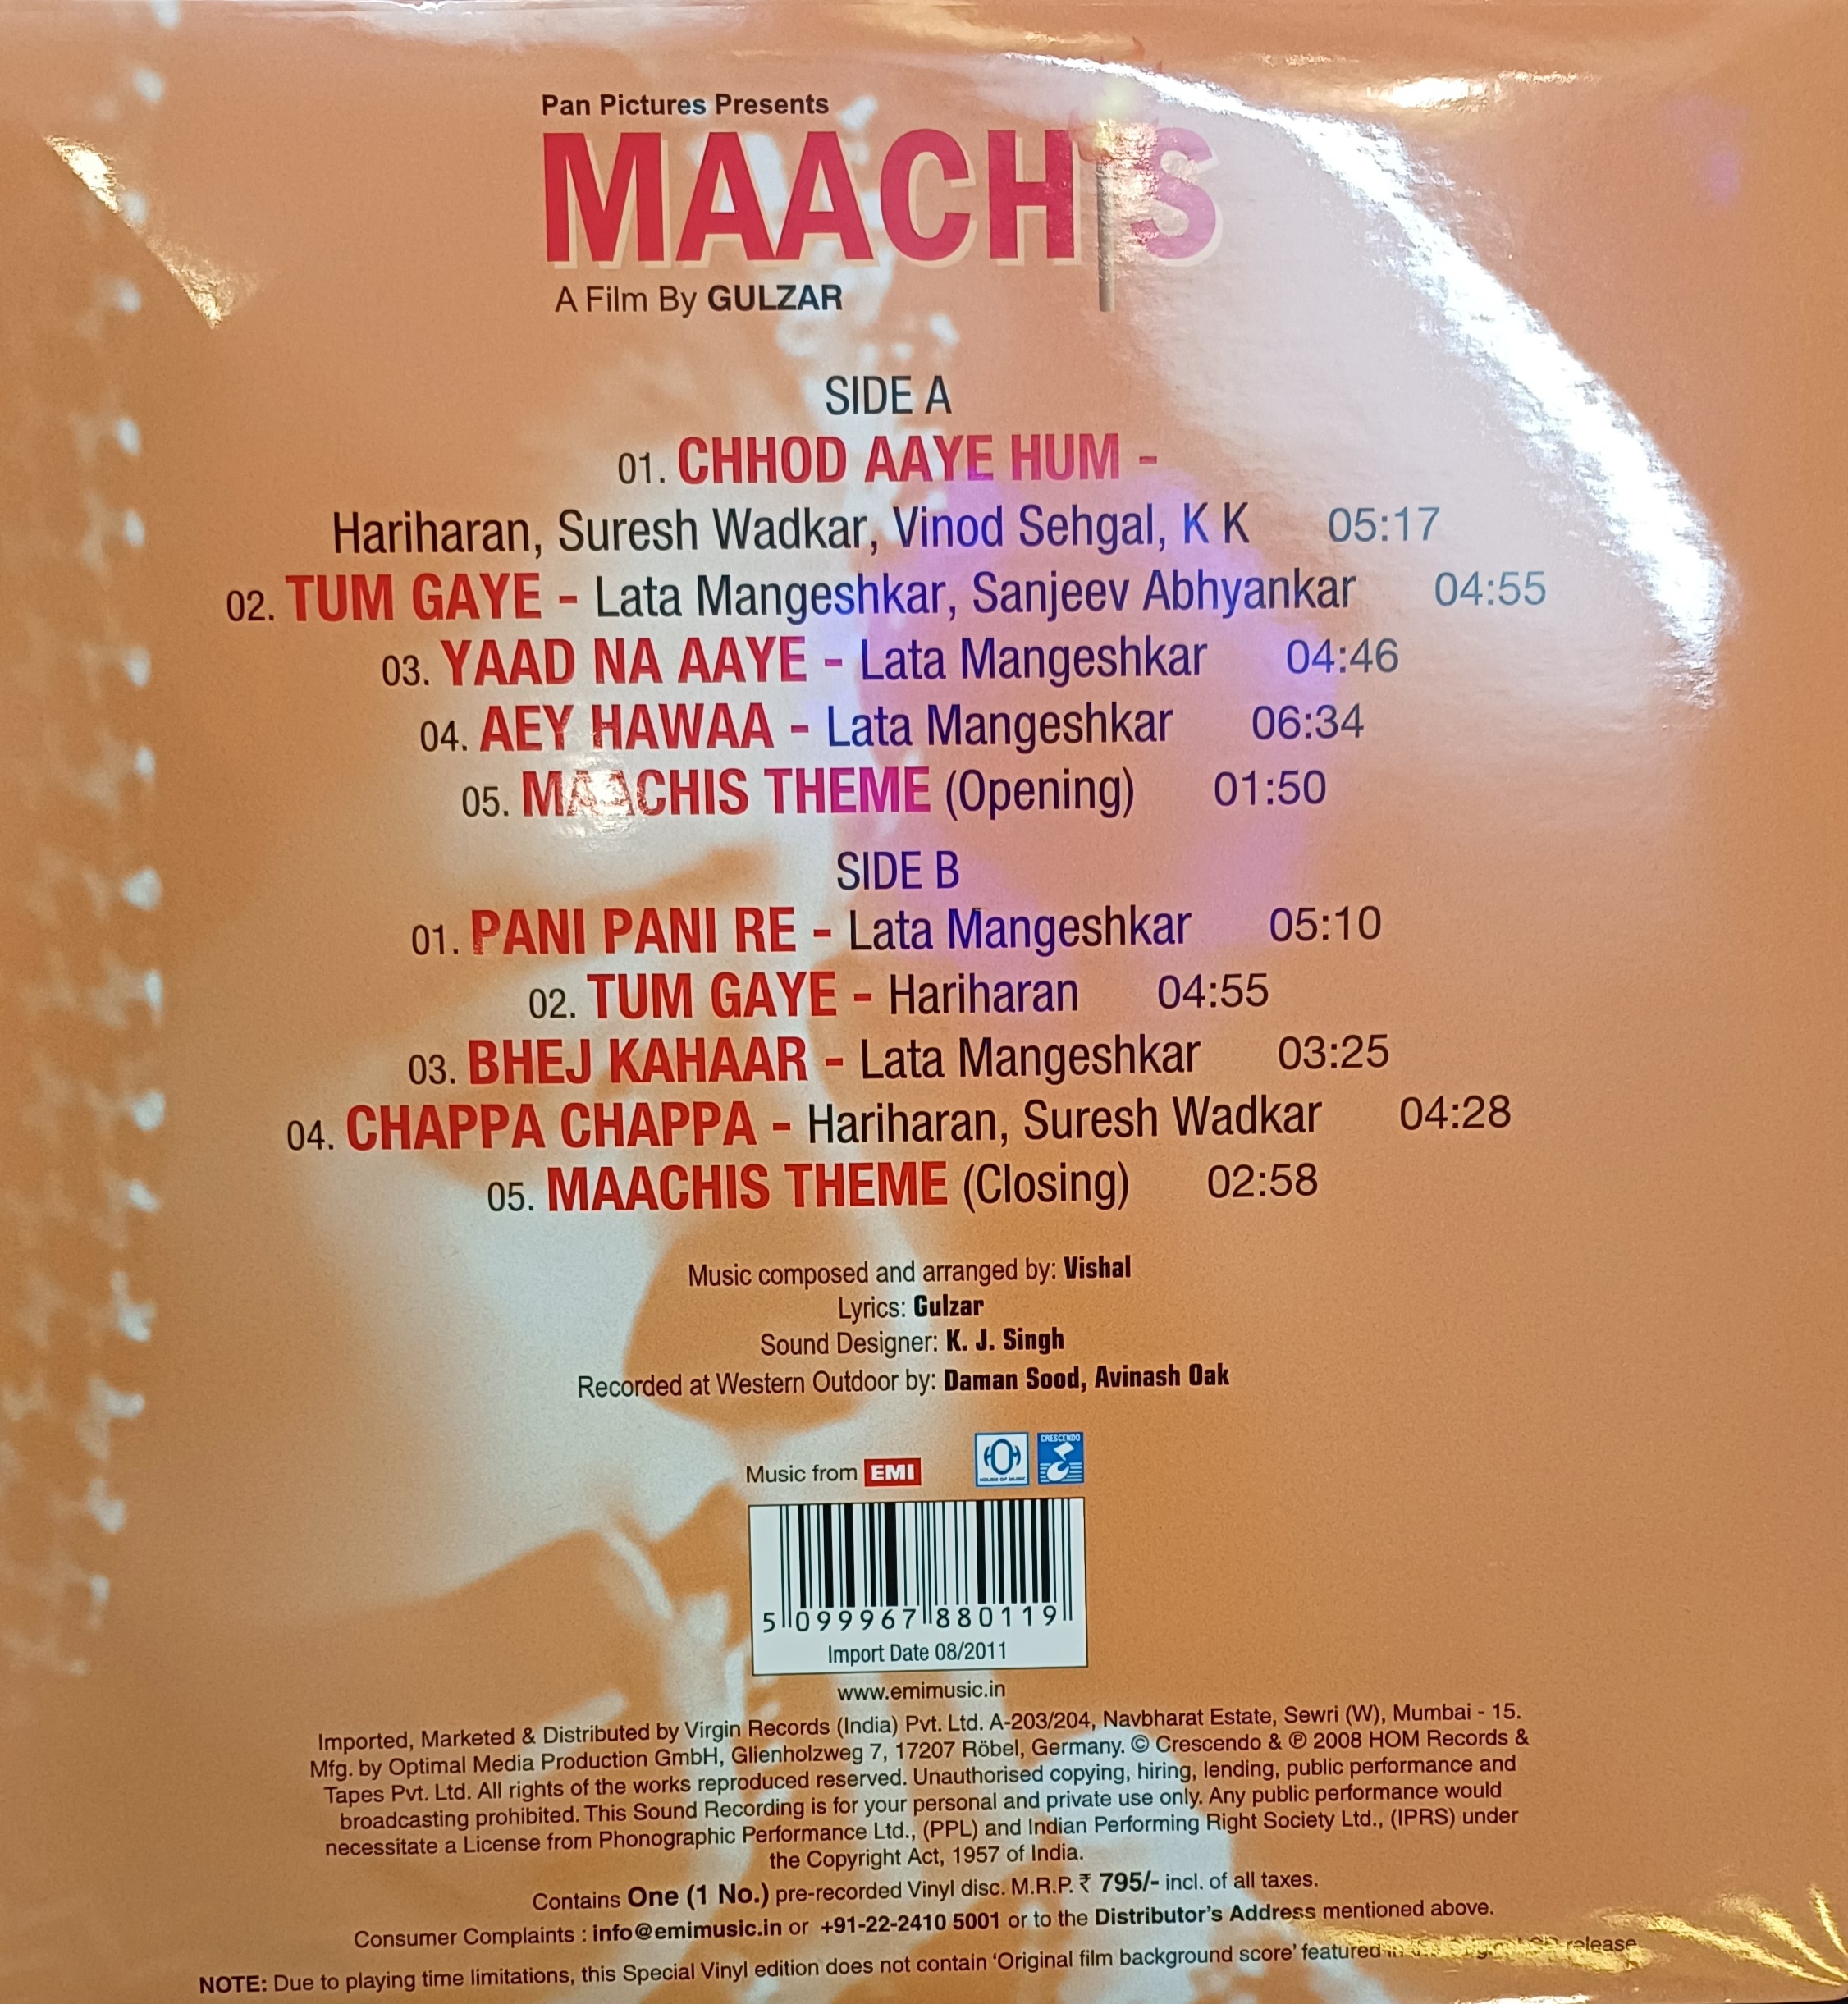 Pan Pictures Presents
MAACHIS
A Film By GULZAR
SIDE A
01. CHHOD AAYE HUM -
Hariharan, Suresh Wadkar, Vinod Sehgal, K K 05:17
02. TUM GAYE - Lata Mangeshkar, Sanjeev Abhyankar 04:55
03. YAAD NA AAYE - Lata Mangeshkar 04:46
04. AEY HAWAA - Lata Mangeshkar 06:34
05. MAACHIS THEME (Opening) 01:50
SIDE B
01. PANI PANI RE - Lata Mangeshkar 05:10
02. TUM GAYE - Hariharan 04:55
03. BHEJ KAHAAR - Lata Mangeshkar 03:25
04. CHAPPA CHAPPA - Hariharan, Suresh Wadkar 04:28
05. MAACHIS THEME (Closing) 02:58
Music composed and arranged by: Vishal
Lyrics: Gulzar
Sound Designer: K. J. Singh
Recorded at Western Outdoor by: Daman Sood, Avinash Oak
Music from EMI
HOUSE OF MUSIC
CRESCENDO
5 099967 880119
Import Date 08/2011
www.emimusic.in
Imported, Marketed & Distributed by Virgin Records (India) Pvt. Ltd. A-203/204, Navbharat Estate, Sewri (W), Mumbai - 15.
Mfg. by Optimal Media Production GmbH, Glienholzweg 7, 17207 Röbel, Germany. © Crescendo & ℗ 2008 HOM Records &
Tapes Pvt. Ltd. All rights of the works reproduced reserved. Unauthorised copying, hiring, lending, public performance and
broadcasting prohibited. This Sound Recording is for your personal and private use only. Any public performance would
necessitate a License from Phonographic Performance Ltd., (PPL) and Indian Performing Right Society Ltd., (IPRS) under
the Copyright Act, 1957 of India.
Contains One (1 No.) pre-recorded Vinyl disc. M.R.P. ₹ 795/- incl. of all taxes.
Consumer Complaints : info@emimusic.in or +91-22-2410 5001 or to the Distributor's Address mentioned above.
NOTE: Due to playing time limitations, this Special Vinyl edition does not contain 'Original film background score' featured in release